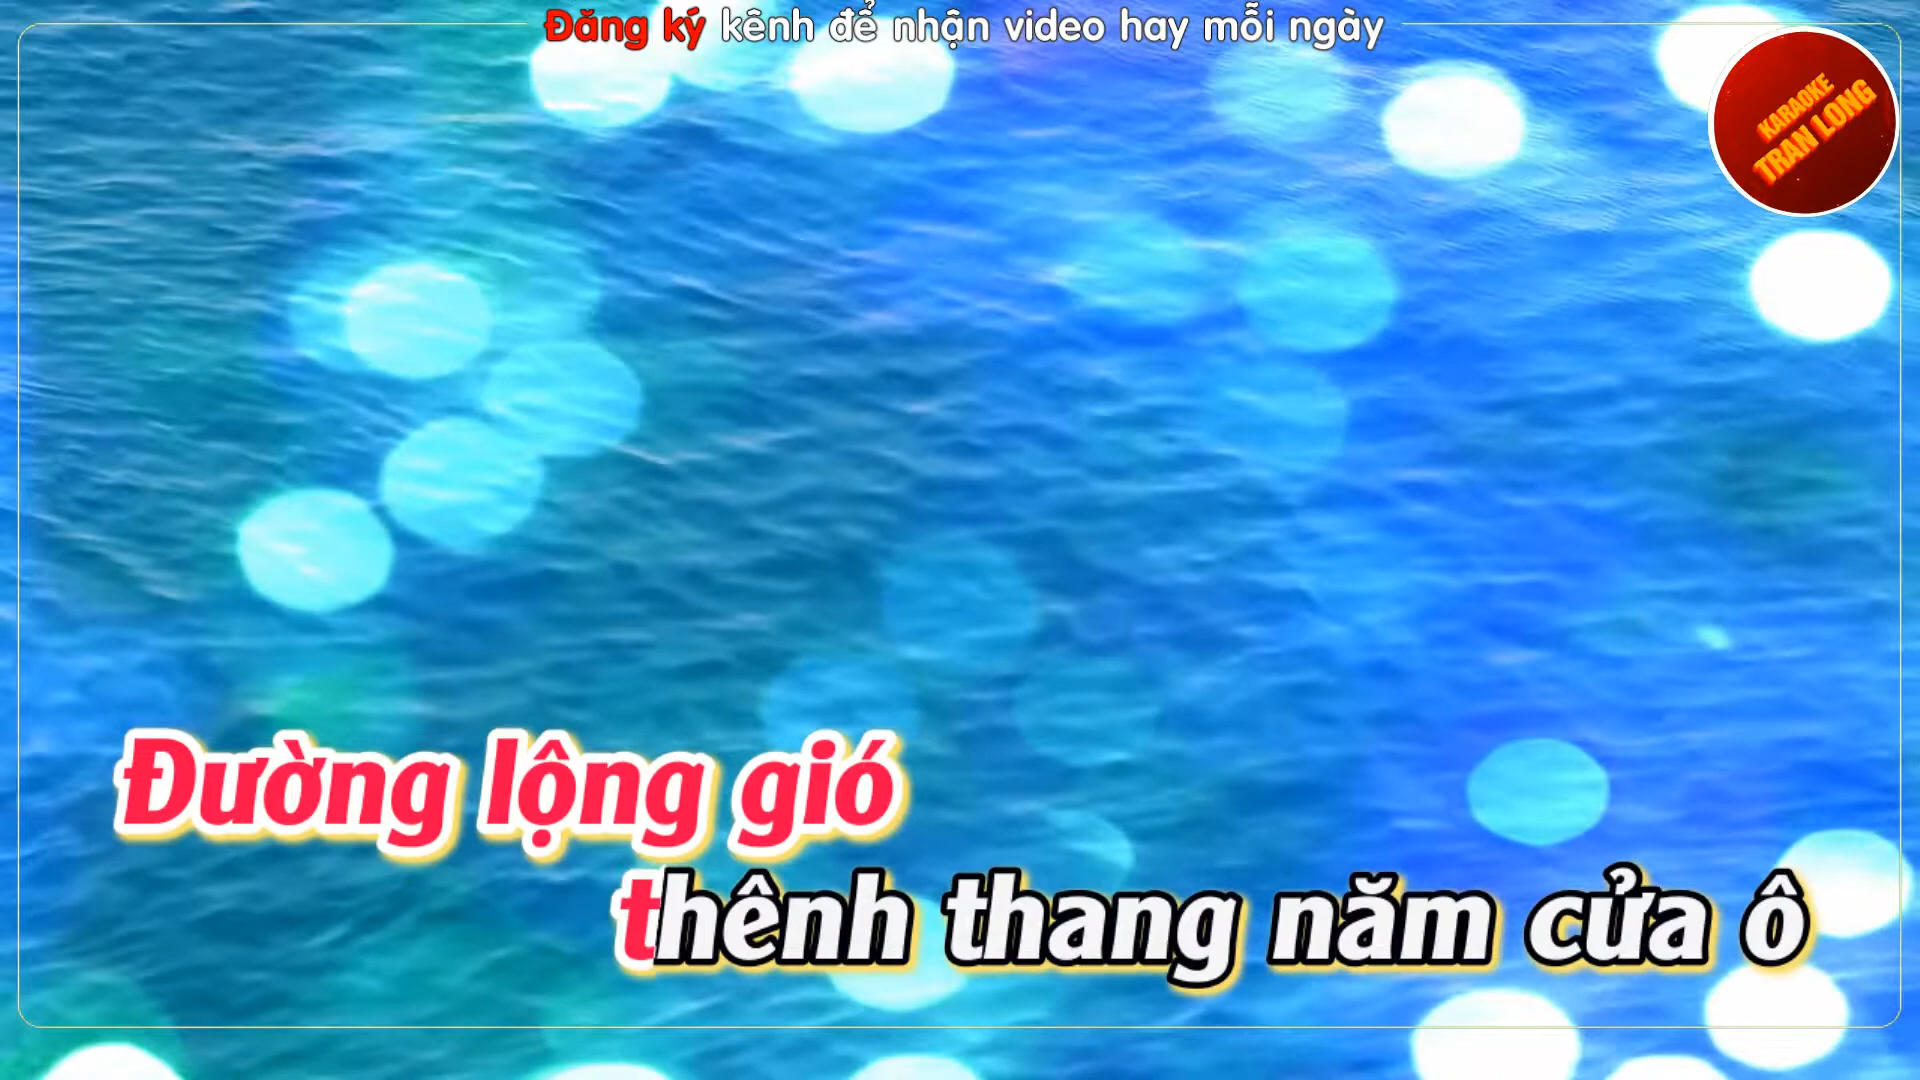 Đăng ký kênh để nhận video hay mỗi ngày
KARAOKE
TRAN LONG
Đường lộng gió
thênh thang năm cửa ô